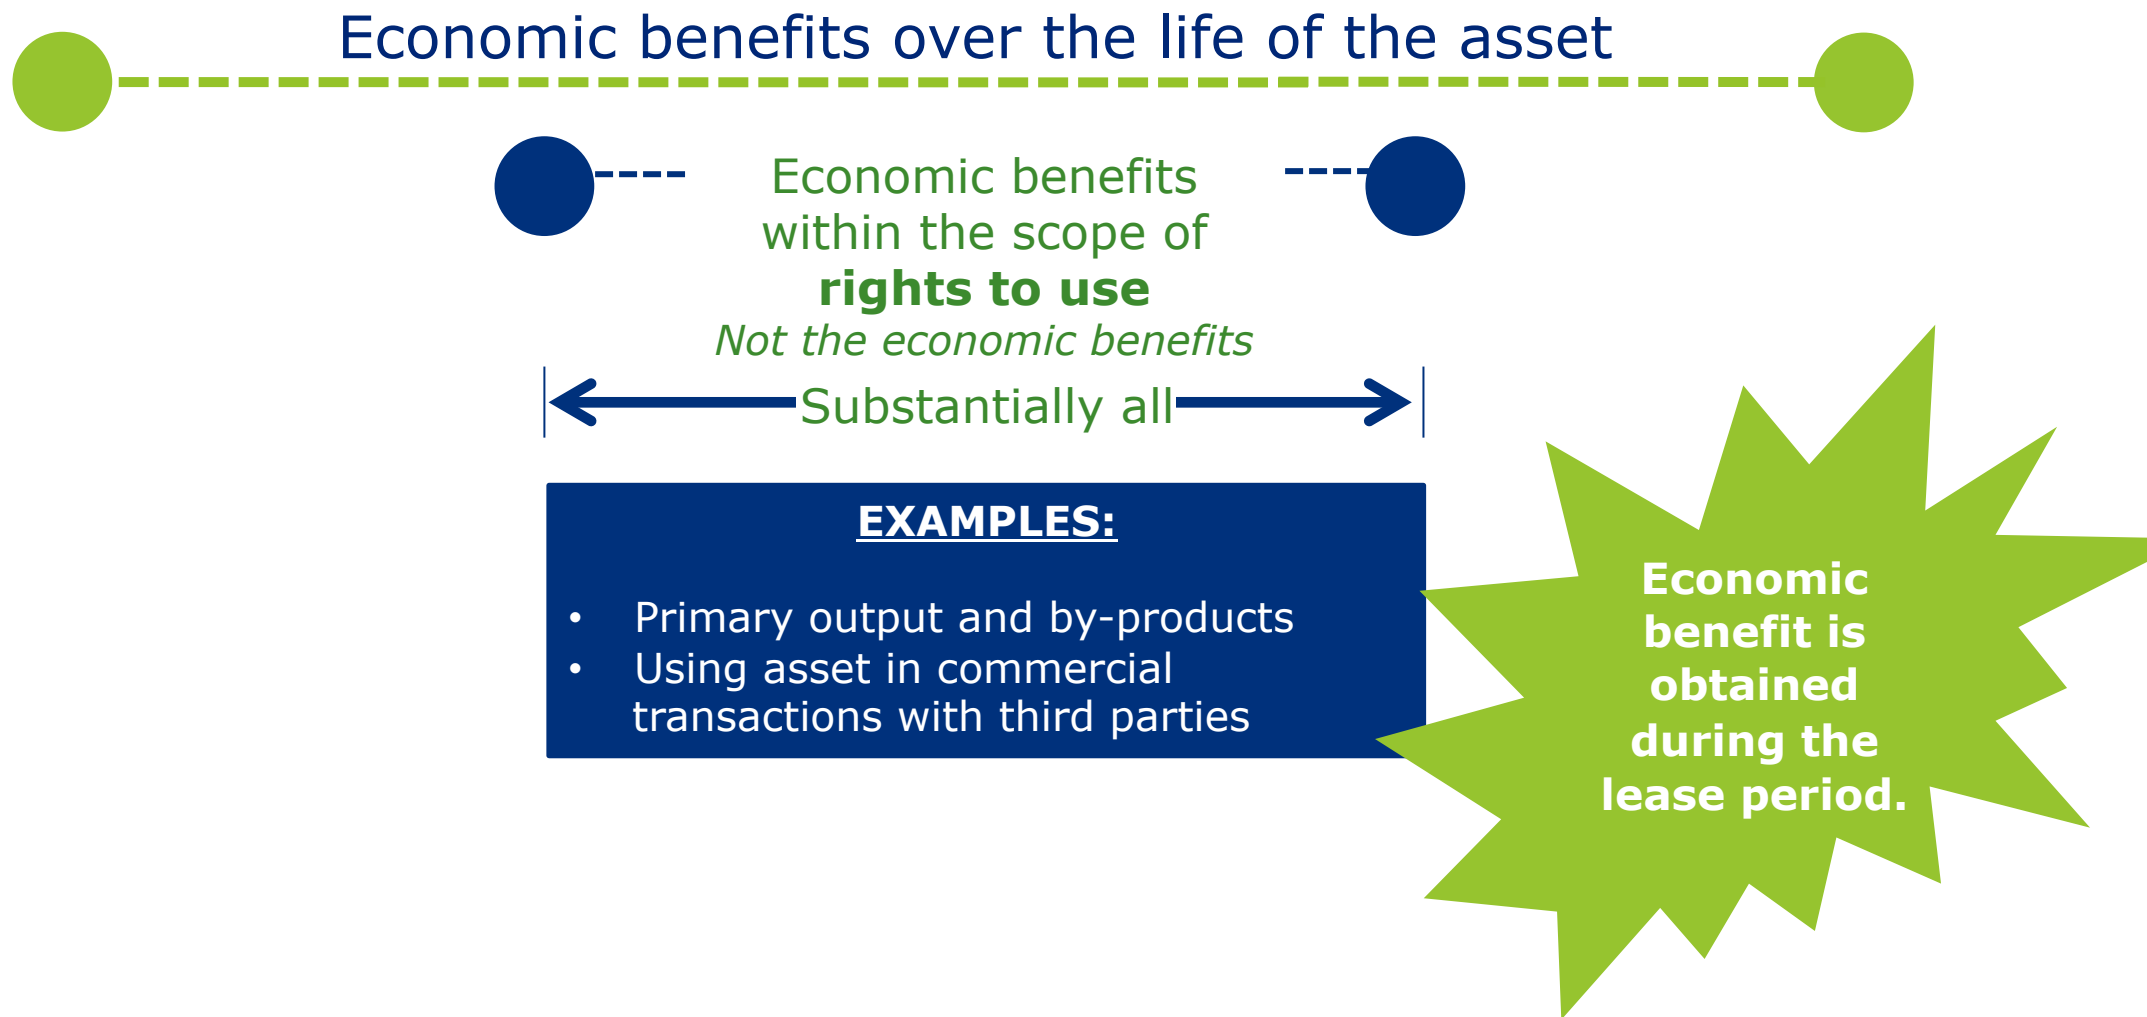 Economic benefits over the life of the asset
Economic benefits
within the scope of
rights to use
Not the economic benefits
Substantially all
EXAMPLES:
• Primary output and by-products
• Using asset in commercial
transactions with third parties
Economic
benefit is
obtained
during the
lease period.